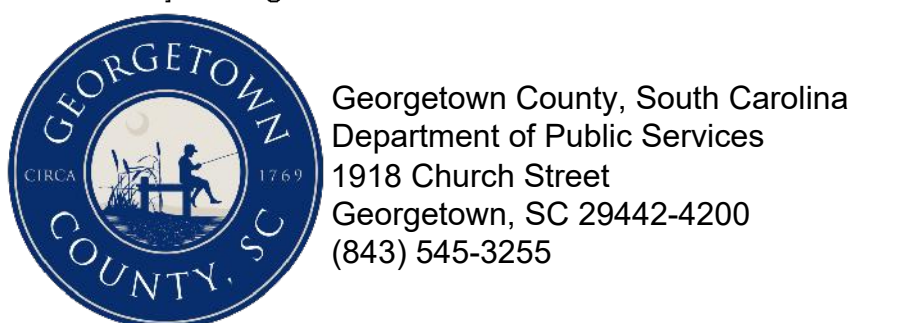 GEORGETOWN
CIRCA 1769
COUNTY, SC
Georgetown County, South Carolina
Department of Public Services
1918 Church Street
Georgetown, SC 29442-4200
(843) 545-3255